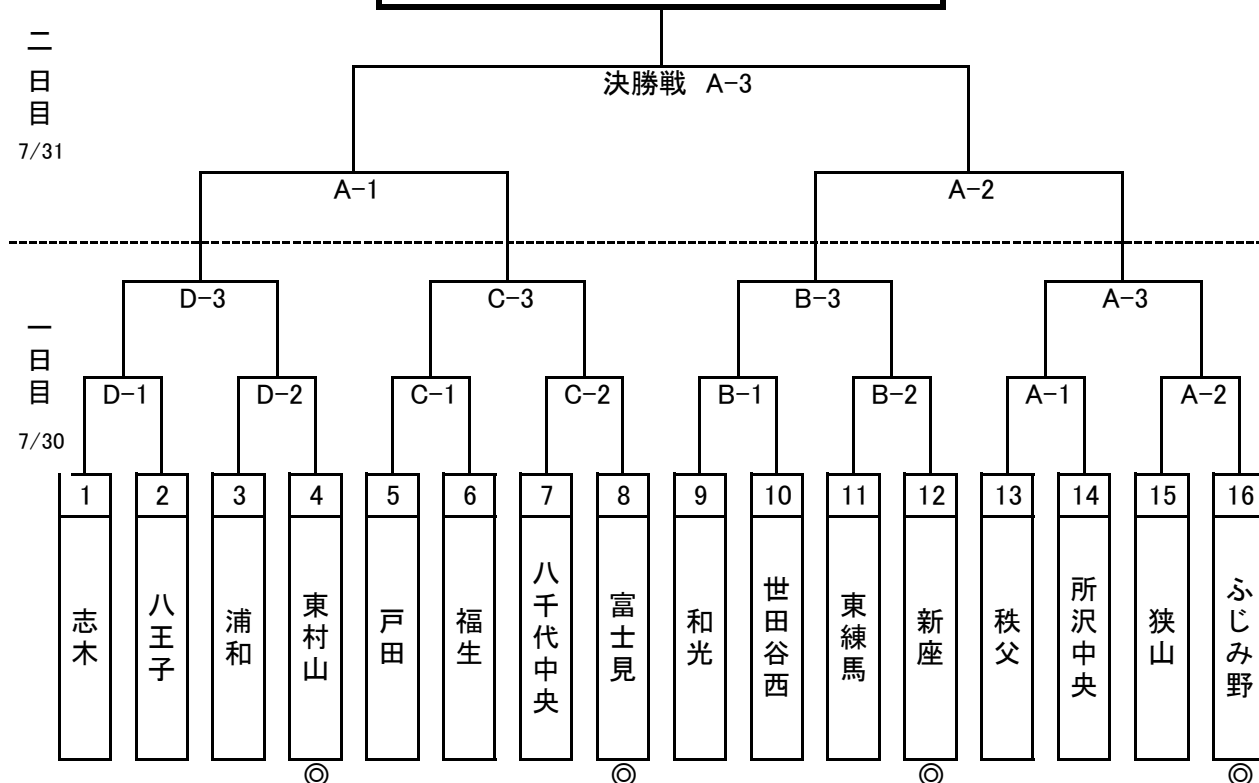 二日目
7/31
決勝戦 A-3
A-1
A-2
一日目
7/30
D-3
C-3
B-3
A-3
D-1
D-2
C-1
C-2
B-1
B-2
A-1
A-2
1
2
3
4
5
6
7
8
9
10
11
12
13
14
15
16
志木
八王子
浦和
東村山
戸田
福生
八千代中央
富士見
和光
世田谷西
東練馬
新座
秩父
所沢中央
狭山
ふじみ野
◎
◎
◎
◎